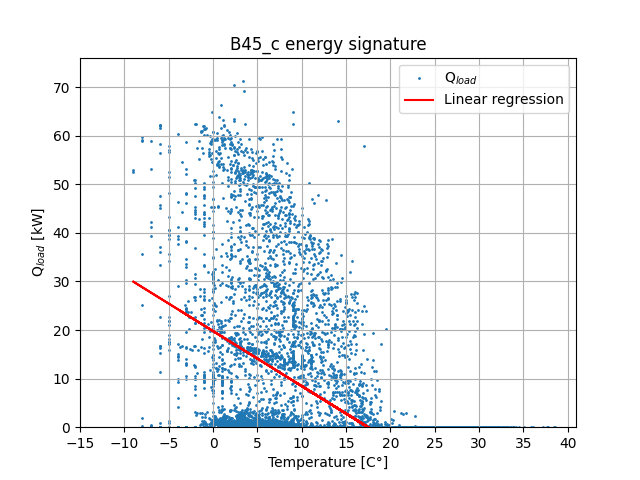 B45_c energy signature
Q_load [kW]
70
60
50
40
30
20
10
0
−15 −10 −5 0 5 10 15 20 25 30 35 40
Temperature [C°]
Q_load
Linear regression